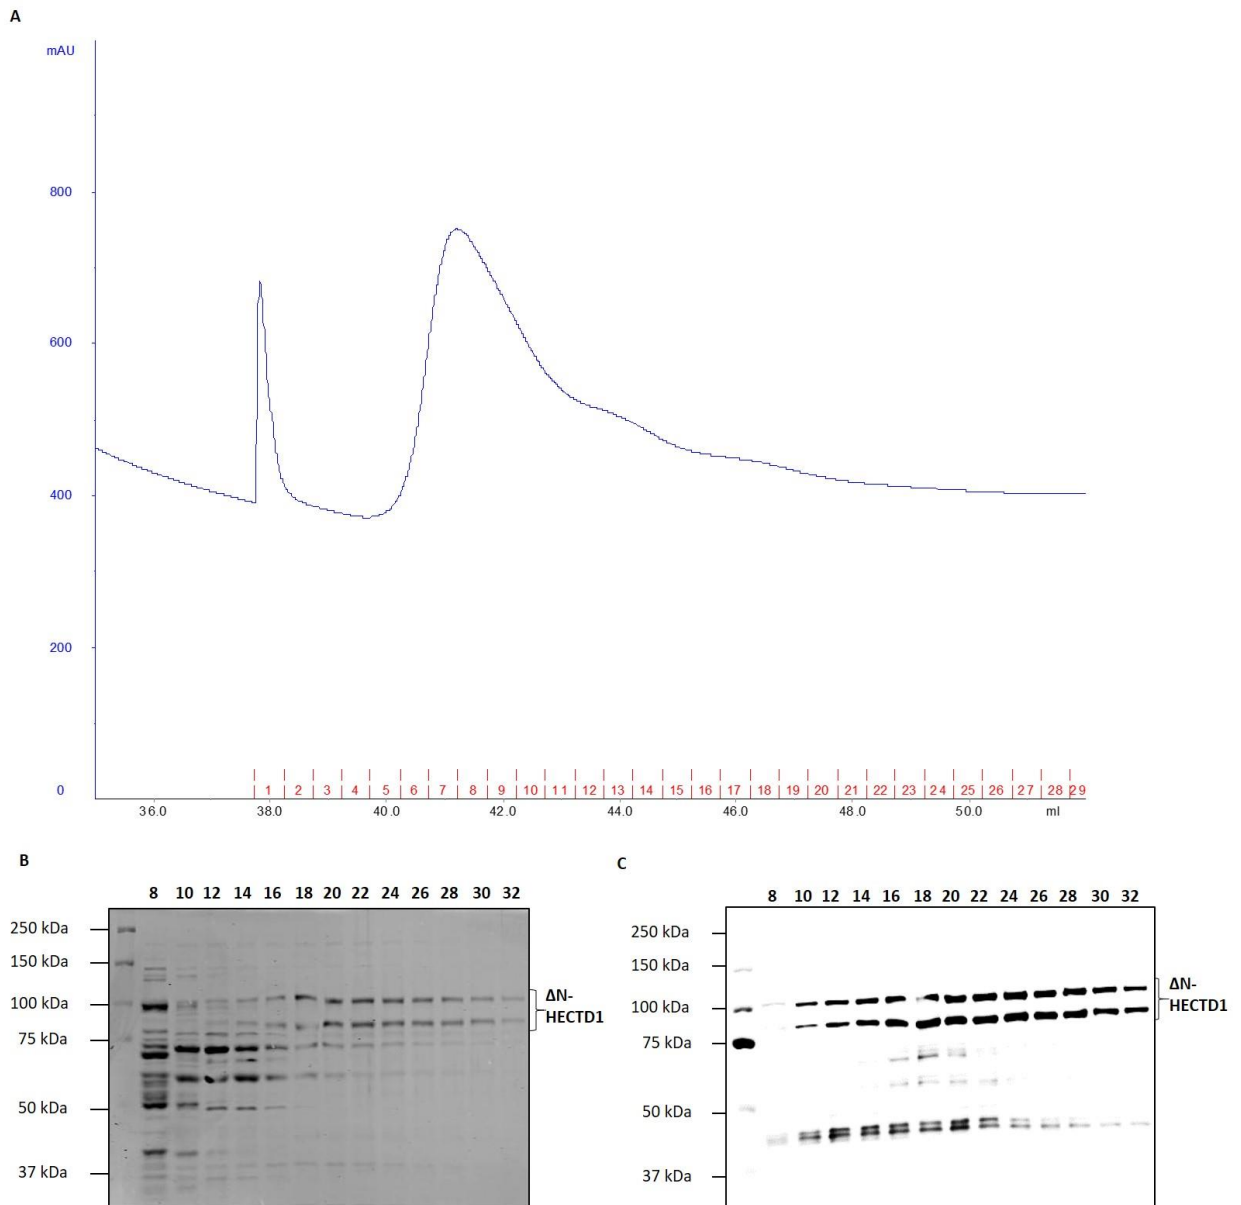 A
mAU
800
600
400
200
0
1 2 3 4 5 6 7 8 9 10 11 12 13 14 15 16 17 18 19 20 21 22 23 24 25 26 27 28 29
36.0 38.0 40.0 42.0 44.0 46.0 48.0 50.0 ml
B
8 10 12 14 16 18 20 22 24 26 28 30 32
250 kDa
150 kDa
100 kDa
75 kDa
50 kDa
37 kDa
ΔN-
HECTD1
C
8 10 12 14 16 18 20 22 24 26 28 30 32
250 kDa
150 kDa
100 kDa
75 kDa
50 kDa
37 kDa
ΔN-
HECTD1